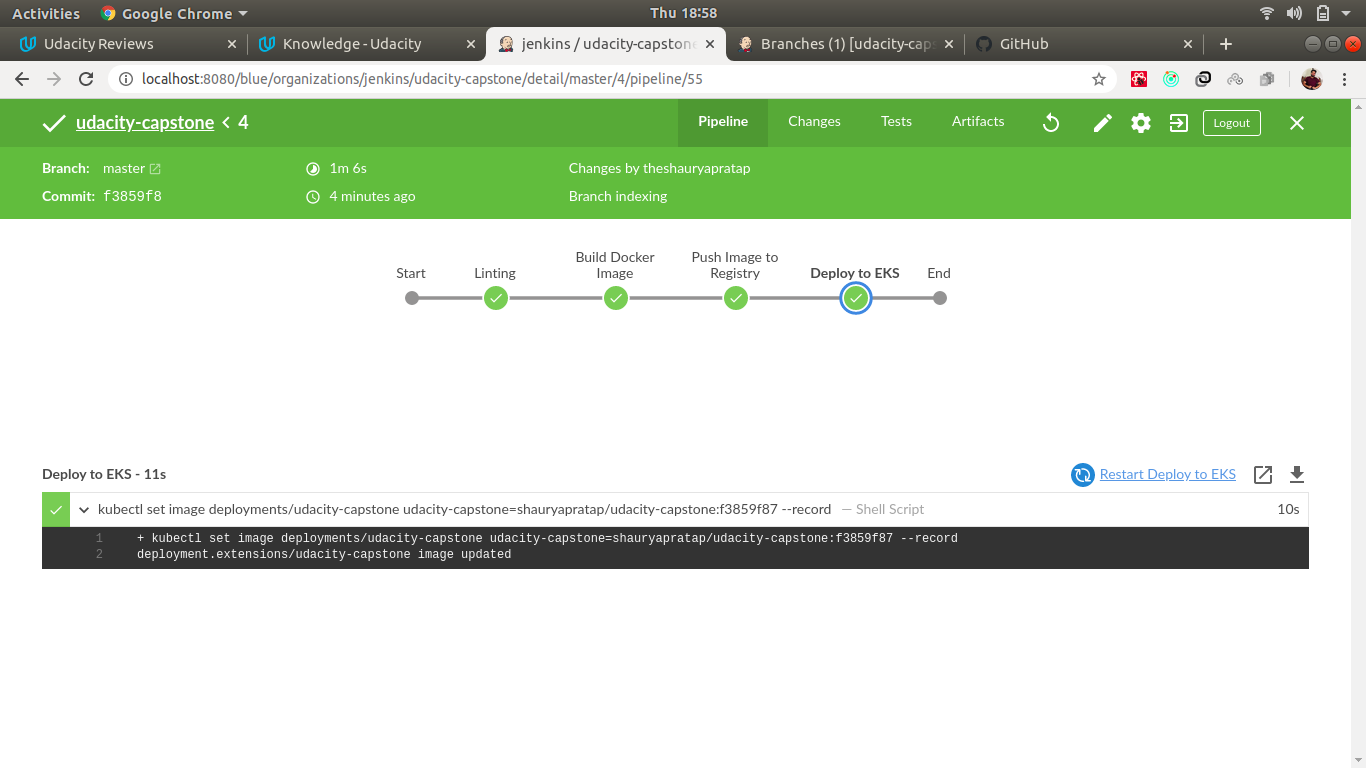 Activities Google Chrome Thu 18:58
Udacity Reviews Knowledge - Udacity jenkins / udacity-capstone Branches (1) [udacity-cap GitHub
localhost:8080/blue/organizations/jenkins/udacity-capstone/detail/master/4/pipeline/55
udacity-capstone < 4 Pipeline Changes Tests Artifacts Logout
Branch: master 1m 6s Changes by theshauryapratap
Commit: f3859f8 4 minutes ago Branch indexing
Build Docker Push Image to
Start Linting Image Registry Deploy to EKS End
Deploy to EKS - 11s Restart Deploy to EKS
kubectl set image deployments/udacity-capstone udacity-capstone=shauryapratap/udacity-capstone:f3859f87 --record — Shell Script 10s
1 + kubectl set image deployments/udacity-capstone udacity-capstone=shauryapratap/udacity-capstone:f3859f87 --record
2 deployment.extensions/udacity-capstone image updated